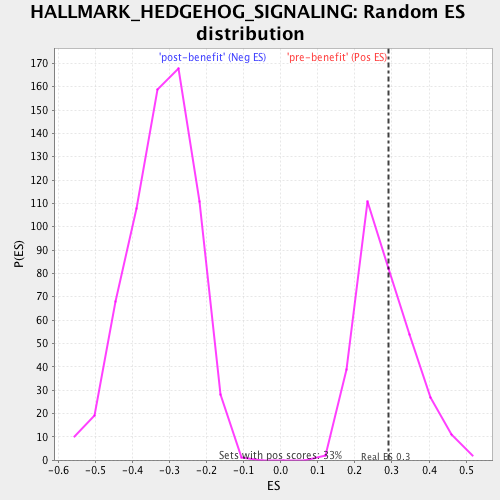 HALLMARK_HEDGEHOG_SIGNALING: Random ES
distribution
'post-benefit' (Neg ES) 'pre-benefit' (Pos ES)
170
160
150
140
130
120
110
100
90
80
70
60
50
40
30
20
10
0
P(ES)
Sets with pos scores: 33%
Real ES 0.3
-0.6 -0.5 -0.4 -0.3 -0.2 -0.1 0.0 0.1 0.2 0.3 0.4 0.5
ES